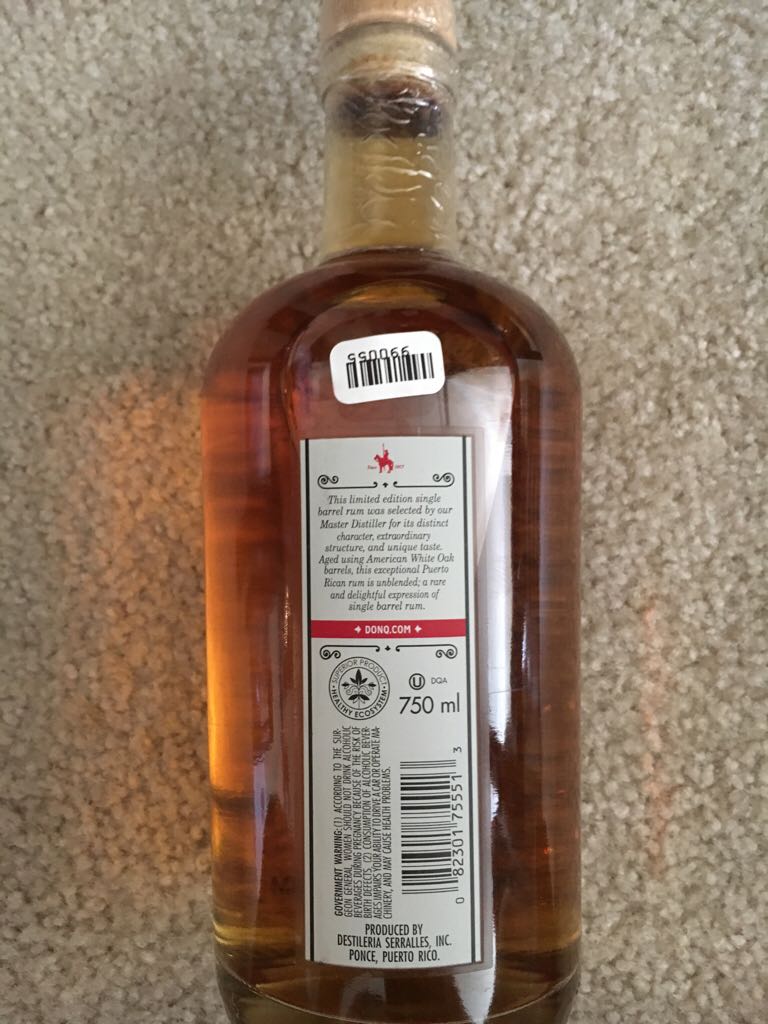 Since 1865
This limited edition single
barrel rum was selected by our
Master Distiller for its distinct
character, extraordinary
structure, and unique taste.
Aged using American White Oak
barrels, this exceptional Puerto
Rican rum is unblended; a rare
and delightful expression of
single barrel rum.
DONQ.COM
SUPERIOR PRODUCT
HEALTHY ECOSYSTEM
U DQA
750 ml
GOVERNMENT WARNING:(1) ACCORDING TO THE SUR-
GEON GENERAL, WOMEN SHOULD NOT DRINK ALCOHOLIC
BEVERAGES DURING PREGNANCY BECAUSE OF THE RISK OF
BIRTH DEFECTS. (2) CONSUMPTION OF ALCOHOLIC BEVER-
AGES IMPAIRS YOUR ABILITY TO DRIVE A CAR OR OPERATE MA-
CHINERY, AND MAY CAUSE HEALTH PROBLEMS.
0 82301 75551 3
PRODUCED BY
DESTILERIA SERRALLES, INC.
PONCE, PUERTO RICO.